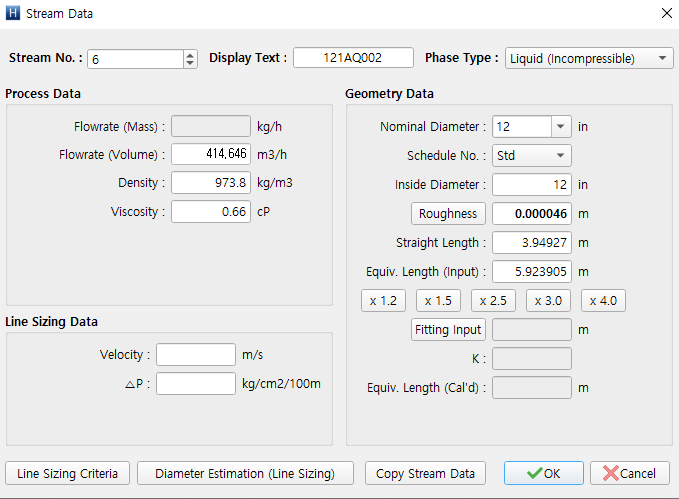 H Stream Data
Stream No. : 6 Display Text : 121AQ002 Phase Type : Liquid (Incompressible)
Process Data
Flowrate (Mass) : kg/h
Flowrate (Volume) : 414,646 m3/h
Density : 973.8 kg/m3
Viscosity : 0.66 cP
Geometry Data
Nominal Diameter : 12 in
Schedule No. : Std
Inside Diameter : 12 in
Roughness 0.000046 m
Straight Length : 3.94927 m
Equiv. Length (Input) : 5.923905 m
x 1.2 x 1.5 x 2.5 x 3.0 x 4.0
Fitting Input m
K :
Equiv. Length (Cal'd) : m
Line Sizing Data
Velocity : m/s
△P : kg/cm2/100m
Line Sizing Criteria Diameter Estimation (Line Sizing) Copy Stream Data OK Cancel